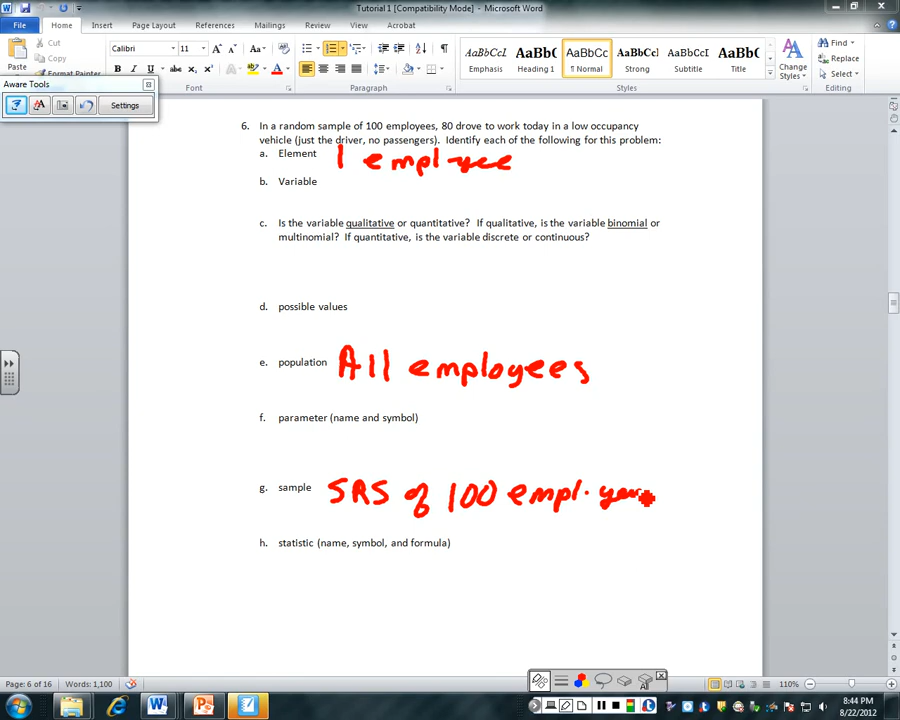 Tutorial 1 [Compatibility Mode] - Microsoft Word
File Home Insert Page Layout References Mailings Review View Acrobat
Paste Cut Copy Format Painter
Calibri 11
AaBbCcI AaBbC AaBbCc AaBbCcI AaBbCc AaBb(
Emphasis Heading 1 ¶ Normal Strong Subtitle Title
Change Styles
Find Replace Select
Font Paragraph Styles Editing
Aware Tools
Settings
6. In a random sample of 100 employees, 80 drove to work today in a low occupancy
vehicle (just the driver, no passengers). Identify each of the following for this problem:
a. Element 1 employee
b. Variable
c. Is the variable qualitative or quantitative? If qualitative, is the variable binomial or
multinomial? If quantitative, is the variable discrete or continuous?
d. possible values
e. population All employees
f. parameter (name and symbol)
g. sample SRS of 100 empl.
h. statistic (name, symbol, and formula)
All
Page: 6 of 16 Words: 1,100 110%
8:44 PM
8/22/2012